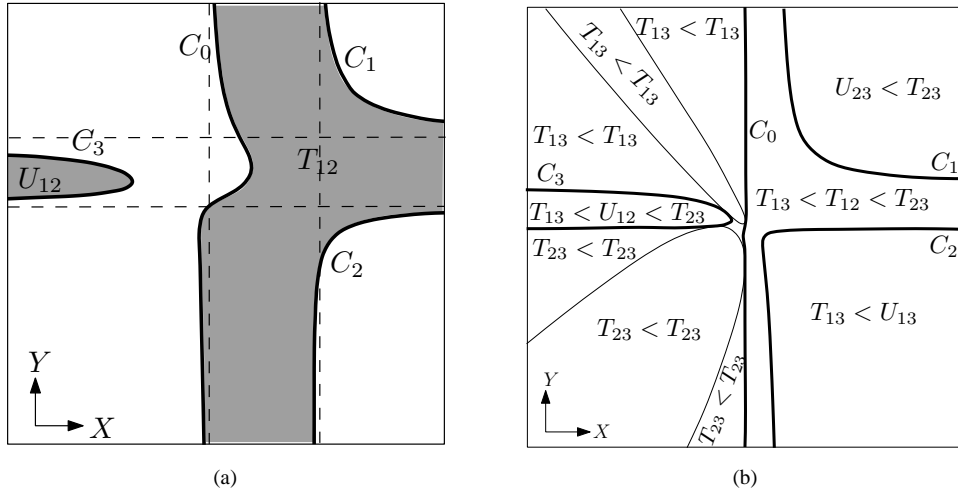 C₀
C₁
C₃
T₁₂
U₁₂
C₂
Y
X
(a)
T₁₃ < T₁₃
T₁₃ < T₁₃
U₂₃ < T₂₃
T₁₃ < T₁₃
C₀
C₃
C₁
T₁₃ < U₁₂ < T₂₃
T₁₃ < T₁₂ < T₂₃
T₂₃ < T₂₃
C₂
T₁₃ < U₁₃
T₂₃ < T₂₃
T₂₃ < T₂₃
Y
X
(b)